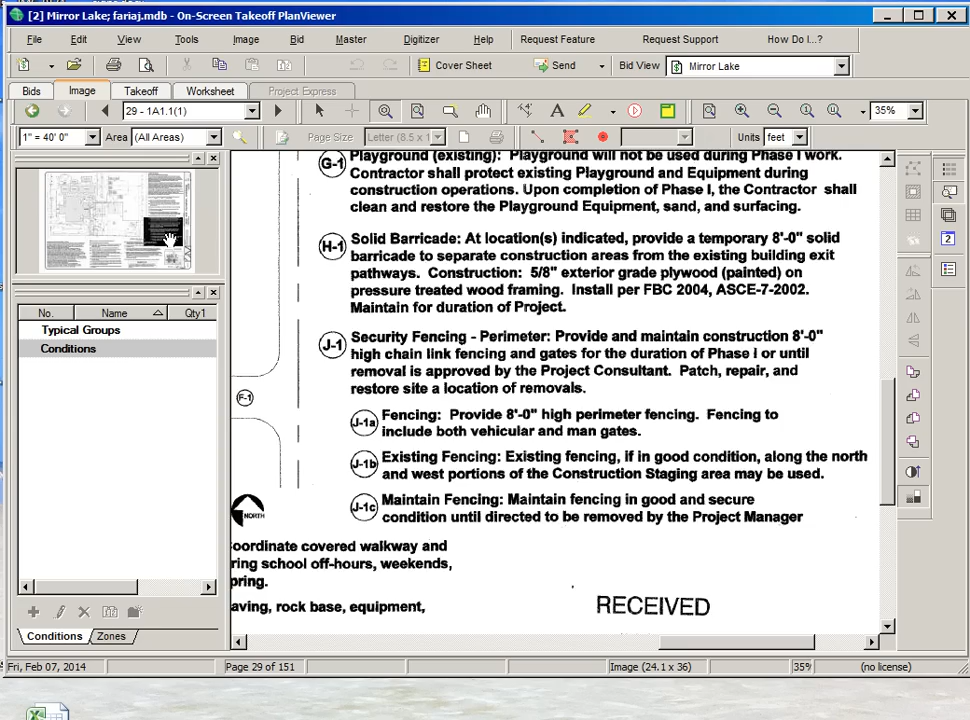 [2] Mirror Lake; fariaj.mdb - On-Screen Takeoff PlanViewer
File Edit View Tools Image Bid Master Digitizer Help Request Feature Request Support How Do I...?
Cover Sheet Send Bid View Mirror Lake
Bids Image Takeoff Worksheet Project Express
29 - 1A1.1(1) 35%
1" = 40' 0" Area (All Areas) Page Size Letter (8.5 x 1 Units feet
G-1 Playground (existing): Playground will not be used during Phase I work.
Contractor shall protect existing Playground and Equipment during
construction operations. Upon completion of Phase I, the Contractor shall
clean and restore the Playground Equipment, sand, and surfacing.
H-1 Solid Barricade: At location(s) indicated, provide a temporary 8'-0" solid
barricade to separate construction areas from the existing building exit
pathways. Construction: 5/8" exterior grade plywood (painted) on
pressure treated wood framing. Install per FBC 2004, ASCE-7-2002.
Maintain for duration of Project.
J-1 Security Fencing - Perimeter: Provide and maintain construction 8'-0"
high chain link fencing and gates for the duration of Phase I or until
removal is approved by the Project Consultant. Patch, repair, and
restore site a location of removals.
F-1
J-1a Fencing: Provide 8'-0" high perimeter fencing. Fencing to
include both vehicular and man gates.
J-1b Existing Fencing: Existing fencing, if in good condition, along the north
and west portions of the Construction Staging area may be used.
J-1c Maintain Fencing: Maintain fencing in good and secure
condition until directed to be removed by the Project Manager
NORTH
Coordinate covered walkway and
ring school off-hours, weekends,
pring.
aving, rock base, equipment,
RECEIVED
No. Name Qty1
Typical Groups
Conditions
Conditions Zones
2
Fri, Feb 07, 2014 Page 29 of 151 Image (24.1 x 36) 35% (no license)